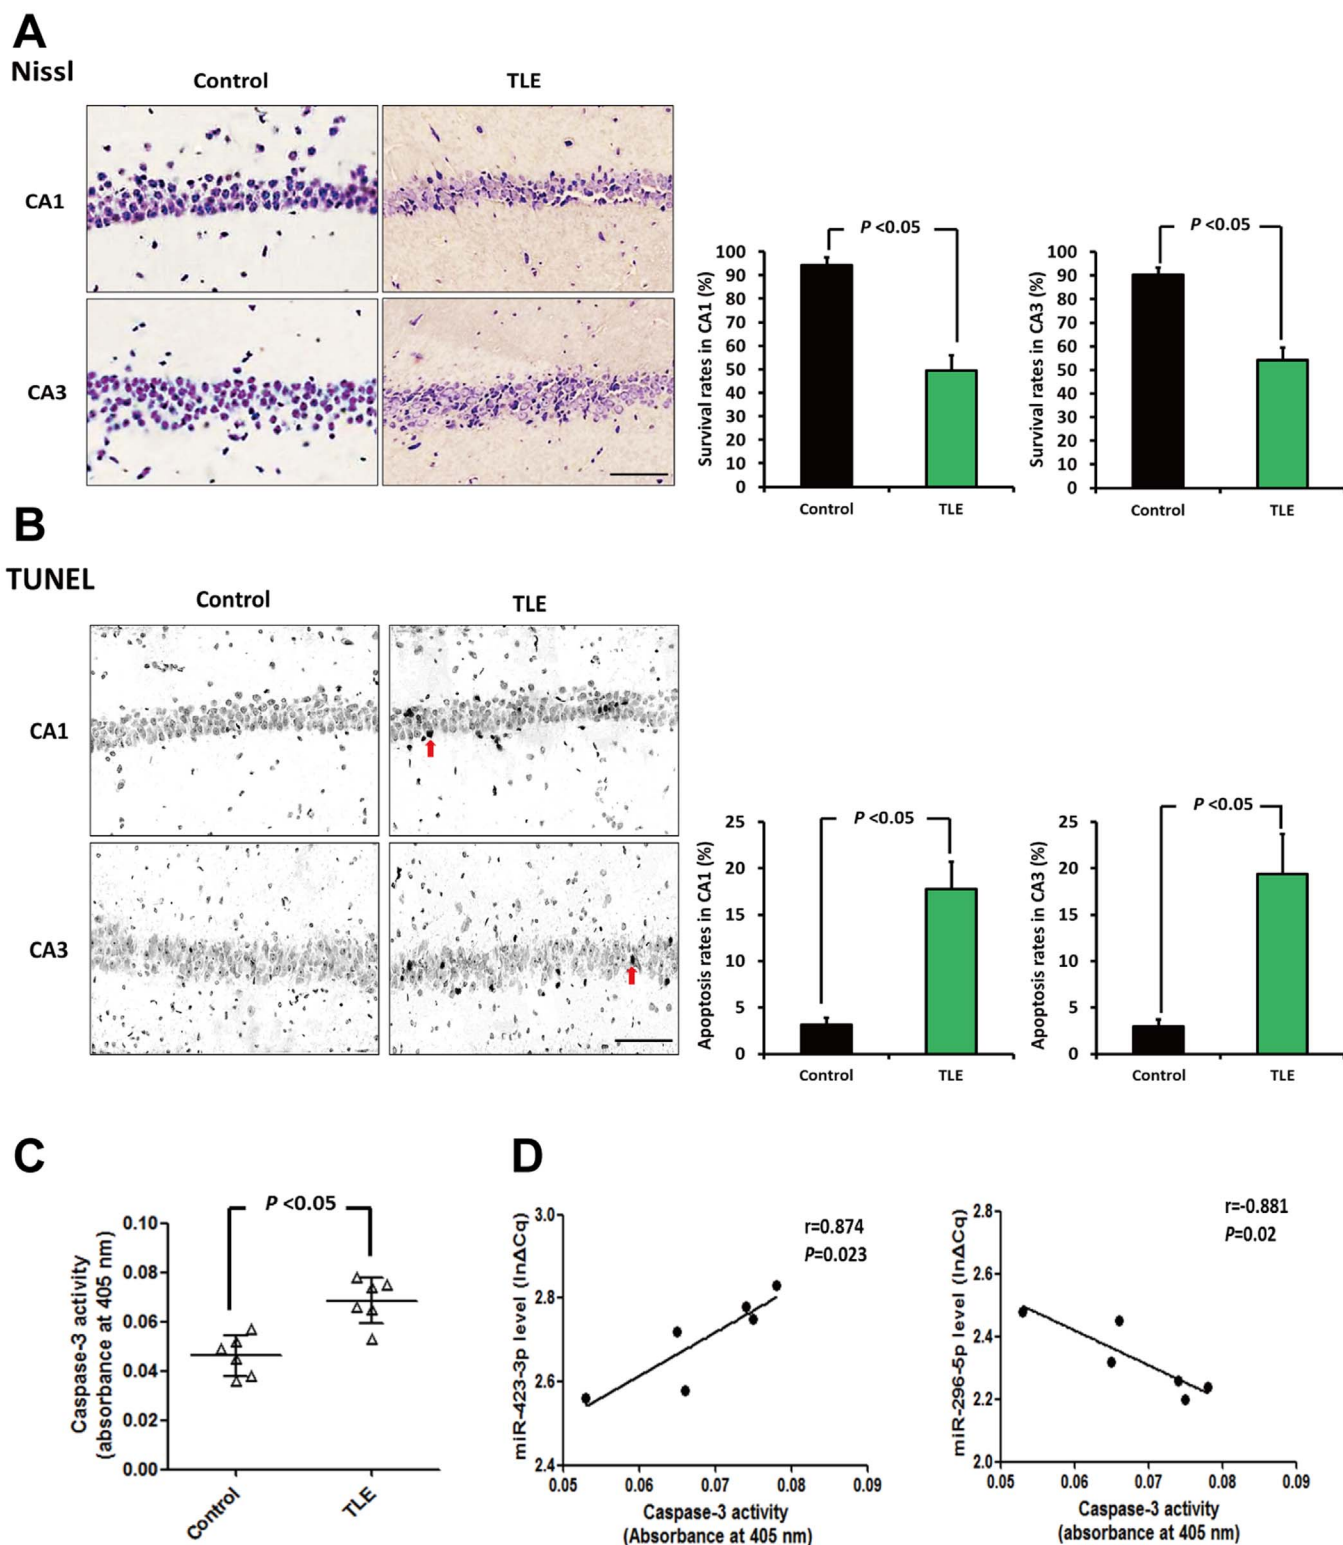 A
Nissl
Control
TLE
CA1
CA3
Survival rates in CA1 (%)
100
90
80
70
60
50
40
30
20
10
0
P <0.05
Control
TLE
Survival rates in CA3 (%)
100
90
80
70
60
50
40
30
20
10
0
P <0.05
Control
TLE
B
TUNEL
Control
TLE
CA1
CA3
Apoptosis rates in CA1 (%)
25
20
15
10
5
0
P <0.05
Control
TLE
Apoptosis rates in CA3 (%)
25
20
15
10
5
0
P <0.05
Control
TLE
C
P <0.05
Caspase-3 activity
(absorbance at 405 nm)
0.10
0.08
0.06
0.04
0.02
0.00
Control
TLE
D
miR-423-3p level (lnΔCq)
3.0
2.8
2.6
2.4
r=0.874
P=0.023
0.05
0.06
0.07
0.08
0.09
Caspase-3 activity
(Absorbance at 405 nm)
miR-296-5p level (lnΔCq)
2.8
2.6
2.4
2.2
2.0
r=-0.881
P=0.02
0.05
0.06
0.07
0.08
0.09
Caspase-3 activity
(absorbance at 405 nm)